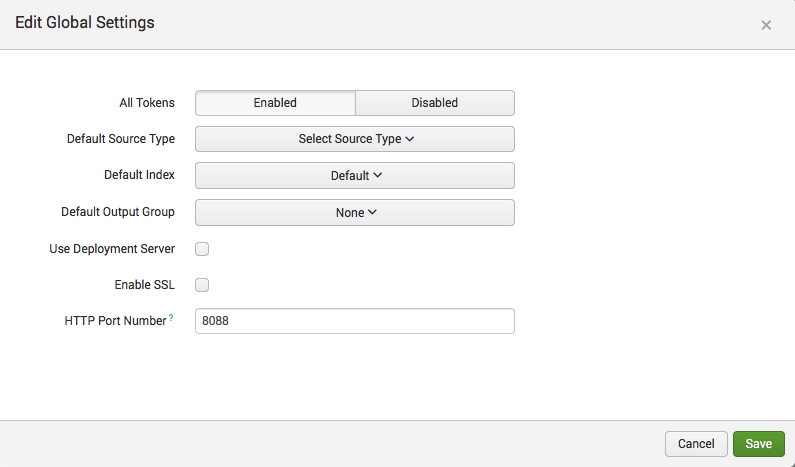 Edit Global Settings
×
All Tokens Enabled Disabled
Default Source Type Select Source Type
Default Index Default
Default Output Group None
Use Deployment Server
Enable SSL
HTTP Port Number ? 8088
Cancel Save